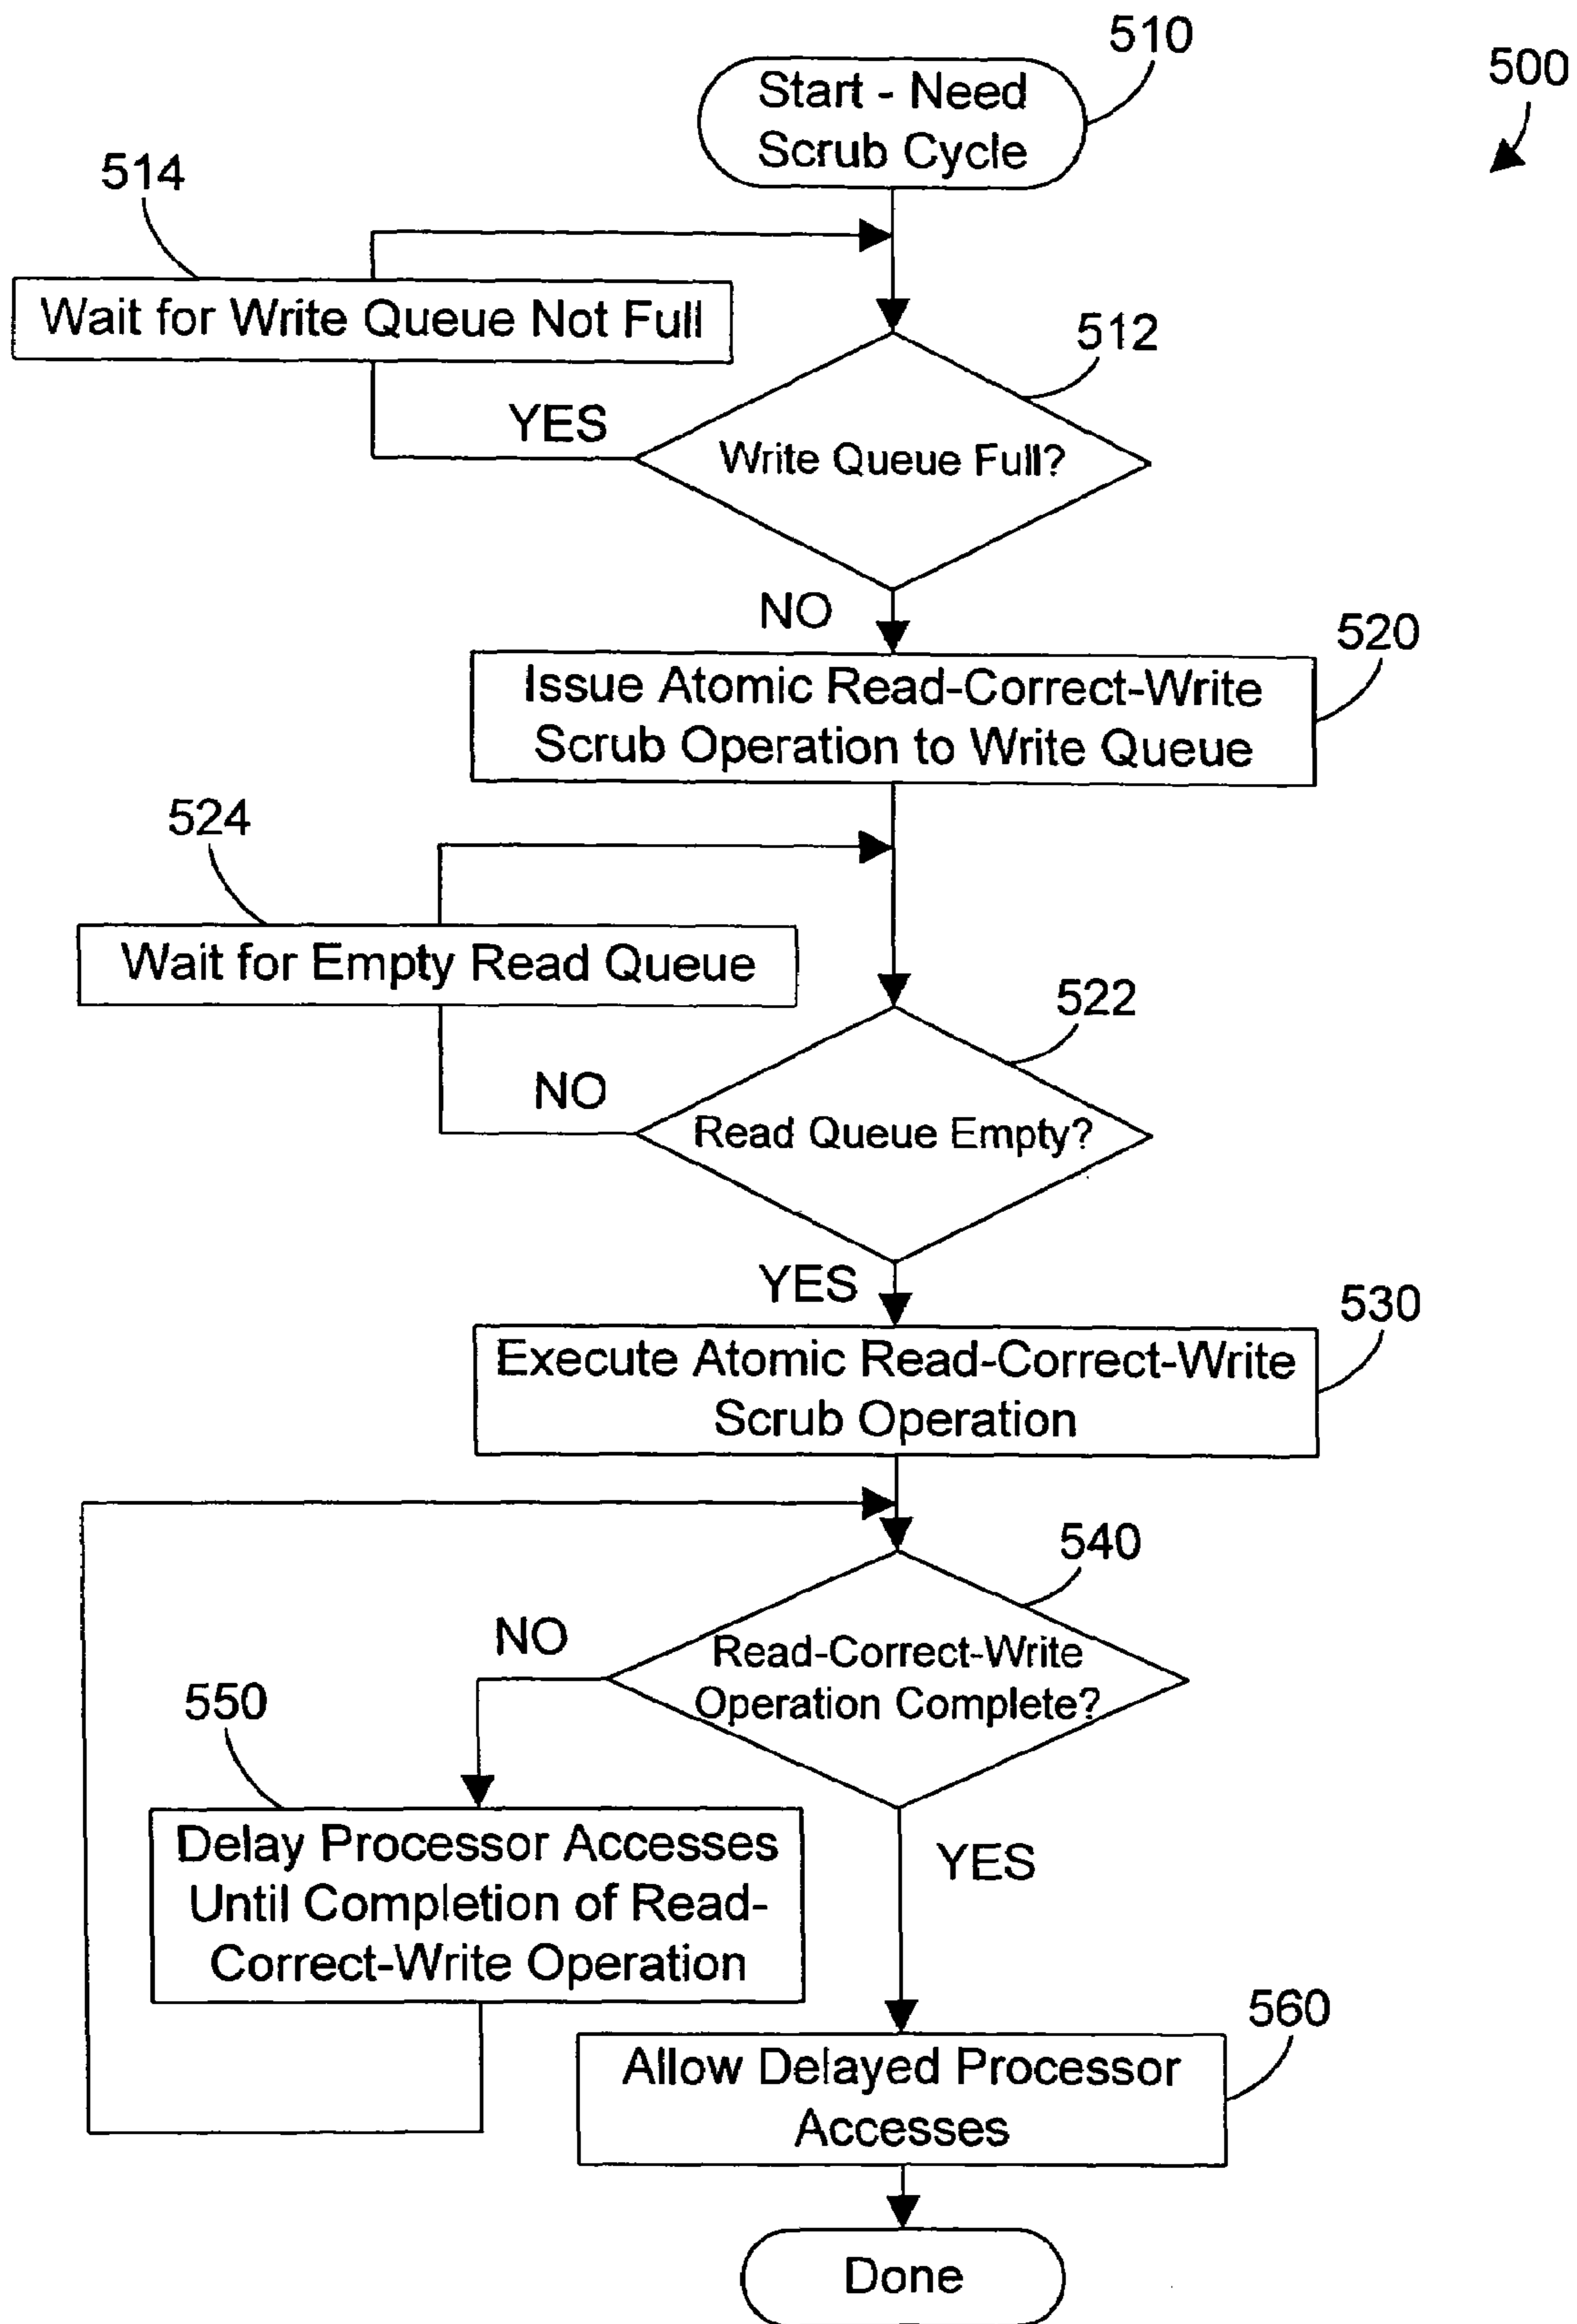 510
500
Start - Need
Scrub Cycle
514
Wait for Write Queue Not Full
512
YES
Write Queue Full?
NO
520
Issue Atomic Read-Correct-Write
Scrub Operation to Write Queue
524
Wait for Empty Read Queue
522
NO
Read Queue Empty?
YES
530
Execute Atomic Read-Correct-Write
Scrub Operation
540
NO
Read-Correct-Write
Operation Complete?
550
Delay Processor Accesses
Until Completion of Read-
Correct-Write Operation
YES
560
Allow Delayed Processor
Accesses
Done